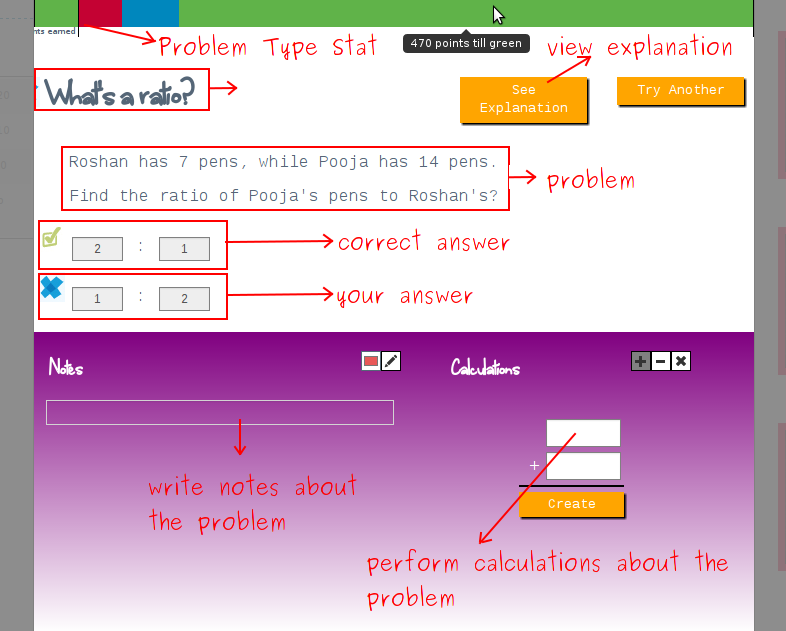 nts earned
Problem Type Stat
470 points till green
view explanation
What's a ratio?
See
Explanation
Try Another
Roshan has 7 pens, while Pooja has 14 pens.
Find the ratio of Pooja's pens to Roshan's?
problem
2 : 1
correct answer
1 : 2
your answer
Notes
Calculations
+
Create
write notes about
the problem
perform calculations about the
problem